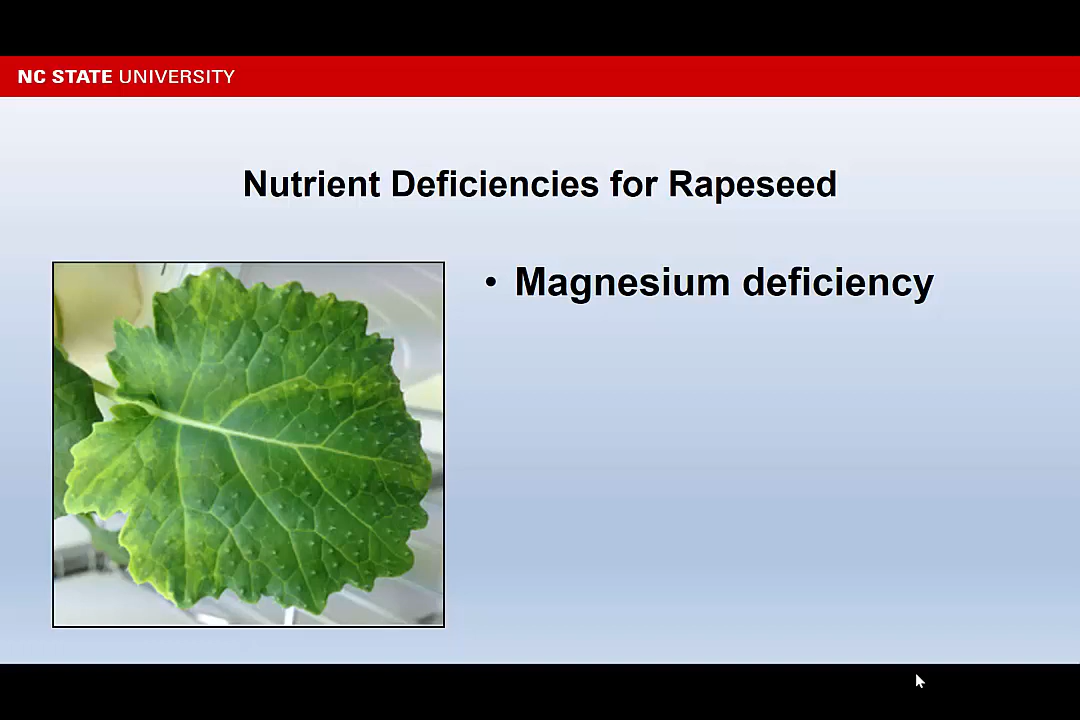 NC STATE UNIVERSITY
Nutrient Deficiencies for Rapeseed
• Magnesium deficiency